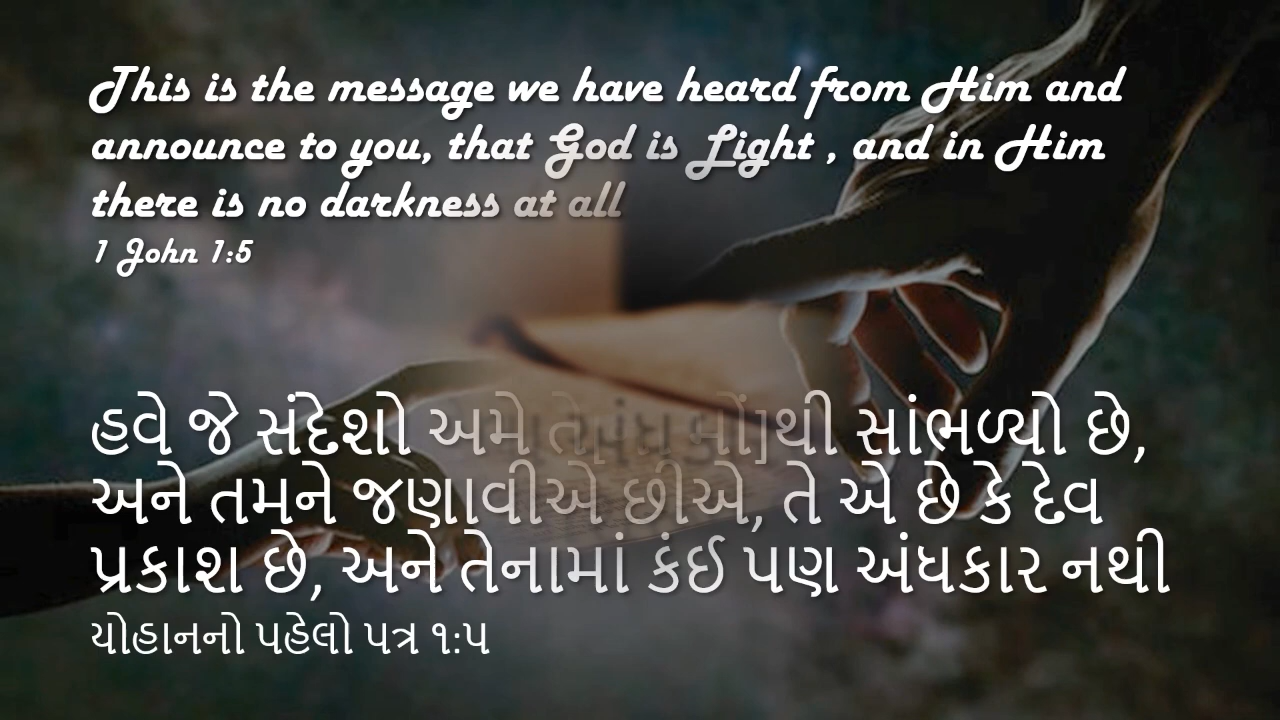 This is the message we have heard from Him and
announce to you, that God is Light , and in Him
there is no darkness at all
1 John 1:5
હવે જે સંદેશો અમે થી સાંભળ્યો છે,
અને તમને જણાવીએ છીએ, તે એ છે કે દેવ
પ્રકાશ છે, અને તેનામાં કંઈ પણ અંધકાર નથી
યોહાનનો પહેલો પત્ર ૧:૫